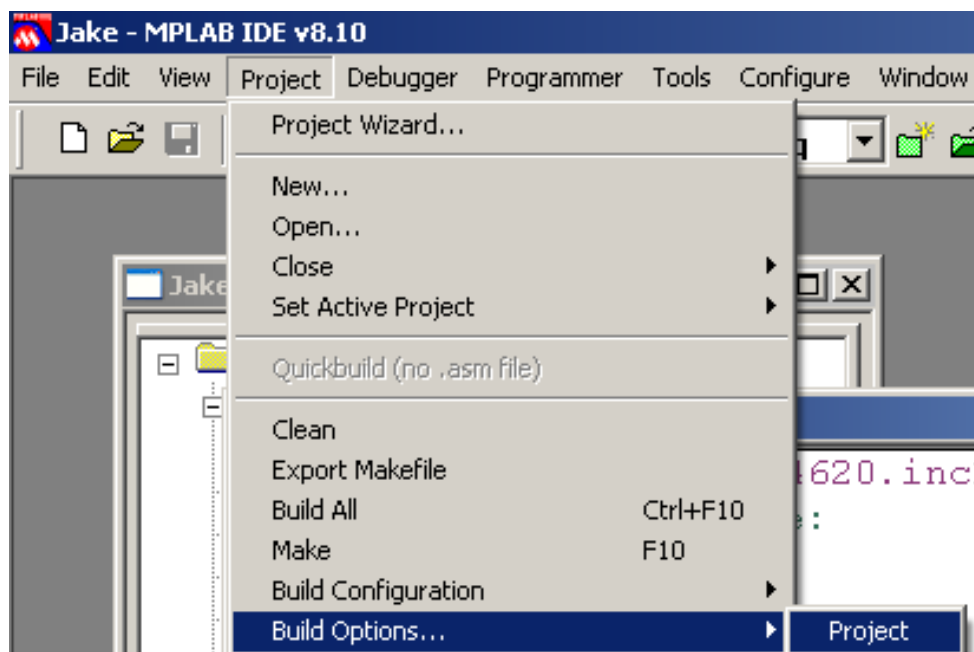 Jake - MPLAB IDE v8.10
File Edit View Project Debugger Programmer Tools Configure Window
Project Wizard...
New...
Open...
Close
Jake
Set Active Project
Quickbuild (no .asm file)
Clean
Export Makefile
4620.inc
Build All Ctrl+F10
Make F10
Build Configuration
Build Options... Project